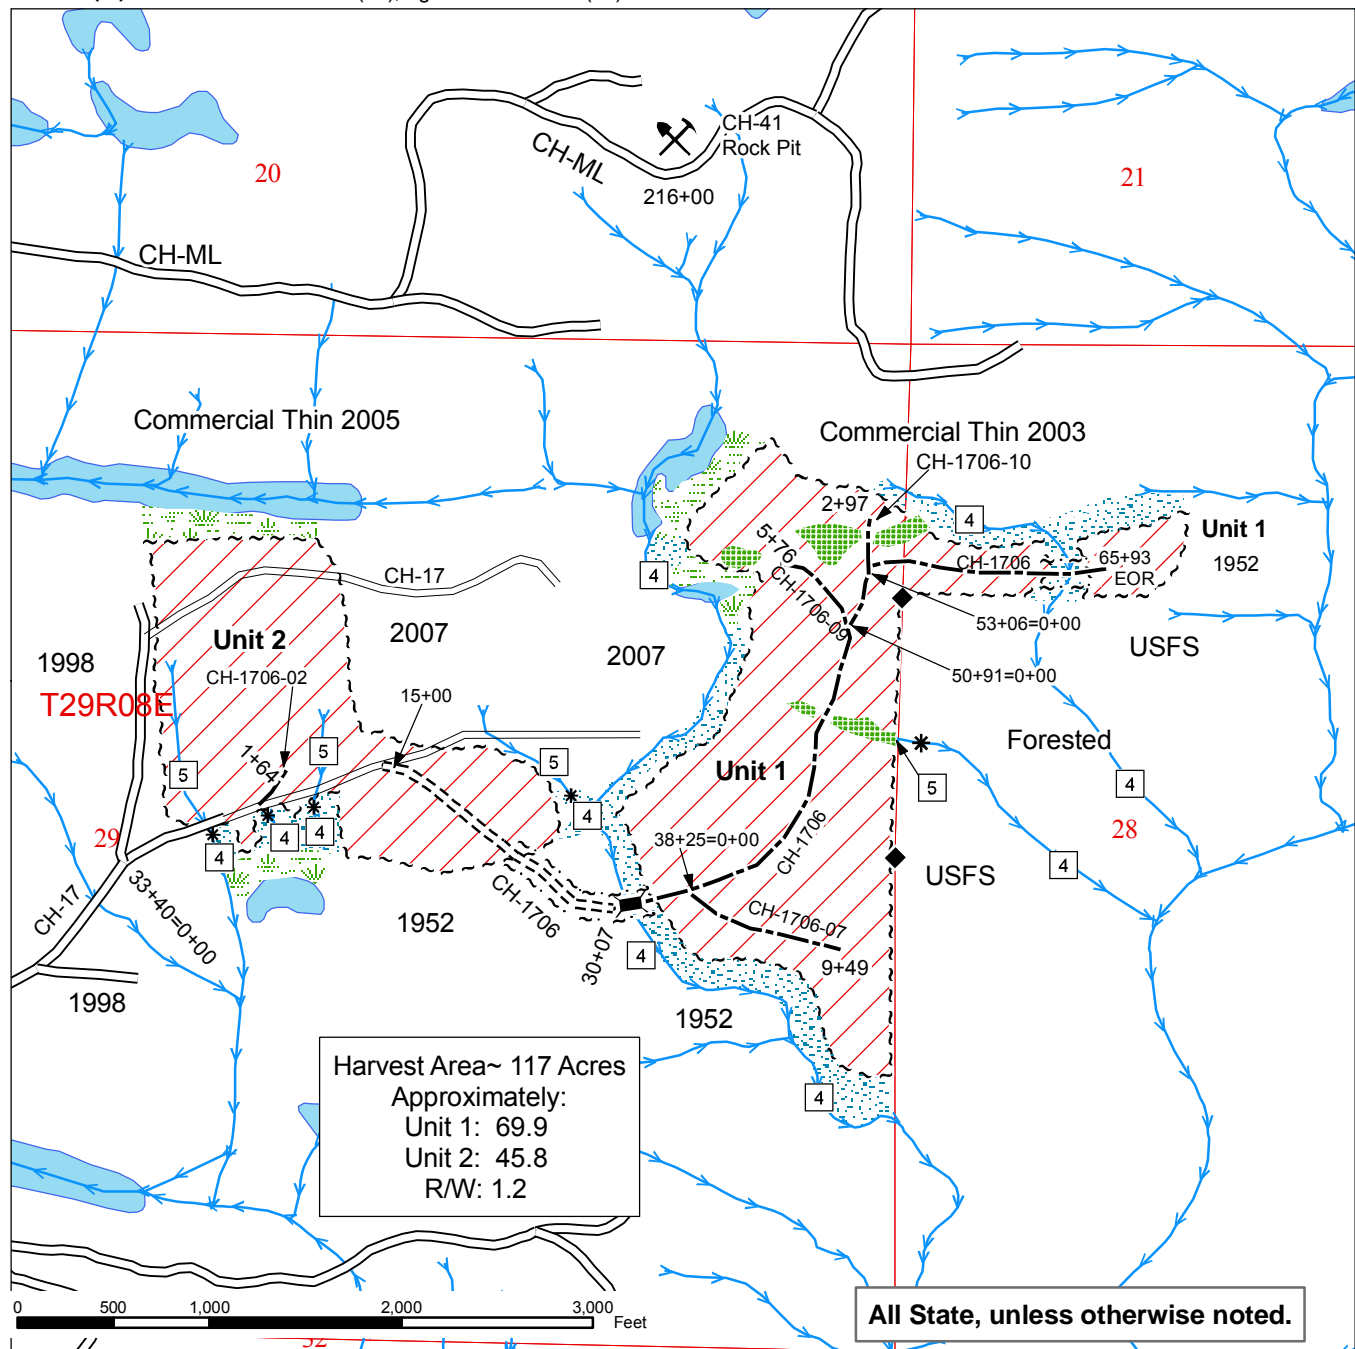 20
CH-ML
CH-41
Rock Pit
216+00
21
CH-ML
Commercial Thin 2005
Commercial Thin 2003
CH-1706-10
2+97
4
Unit 1
1952
5+76
CH-1706
65+93
EOR
4
CH-17
CH-1706-09
53+06=0+00
Unit 2
2007
2007
USFS
1998
CH-1706-02
50+91=0+00
T29R08E
15+00
5
1+64
5
5
Unit 1
Forested
5
4
4
29
4
4
4
38+25=0+00
CH-1706
28
4
USFS
CH-17
33+40=0+00
1952
CH-1706
CH-1706-07
30+07
4
9+49
1998
1952
4
Harvest Area~ 117 Acres
Approximately:
Unit 1: 69.9
Unit 2: 45.8
R/W: 1.2
0 500 1,000 2,000 3,000
Feet
All State, unless otherwise noted.